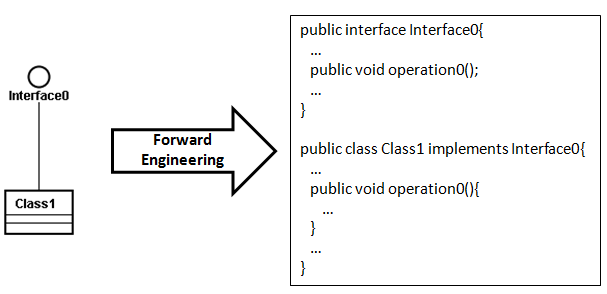 Interface0
Class1
Forward
Engineering
public interface Interface0{
...
public void operation0();
...
}
public class Class1 implements Interface0{
...
public void operation0(){
...
}
...
}